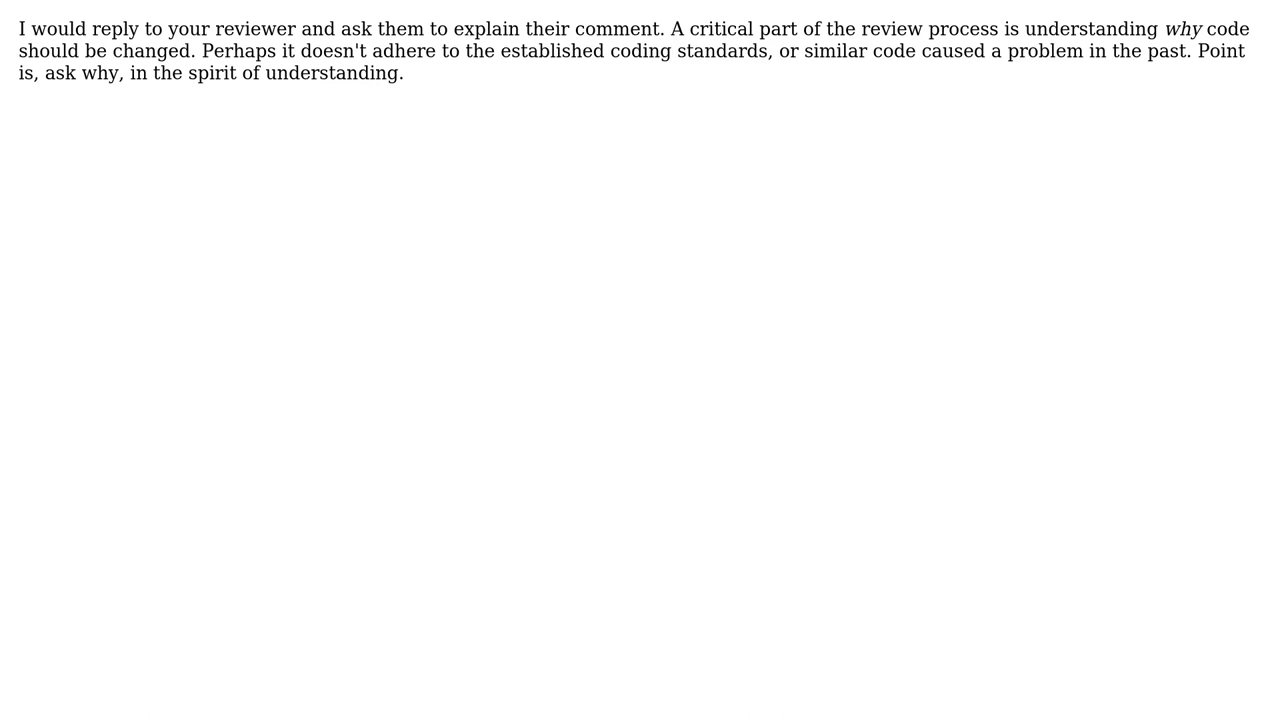 I would reply to your reviewer and ask them to explain their comment. A critical part of the review process is understanding why code
should be changed. Perhaps it doesn't adhere to the established coding standards, or similar code caused a problem in the past. Point
is, ask why, in the spirit of understanding.